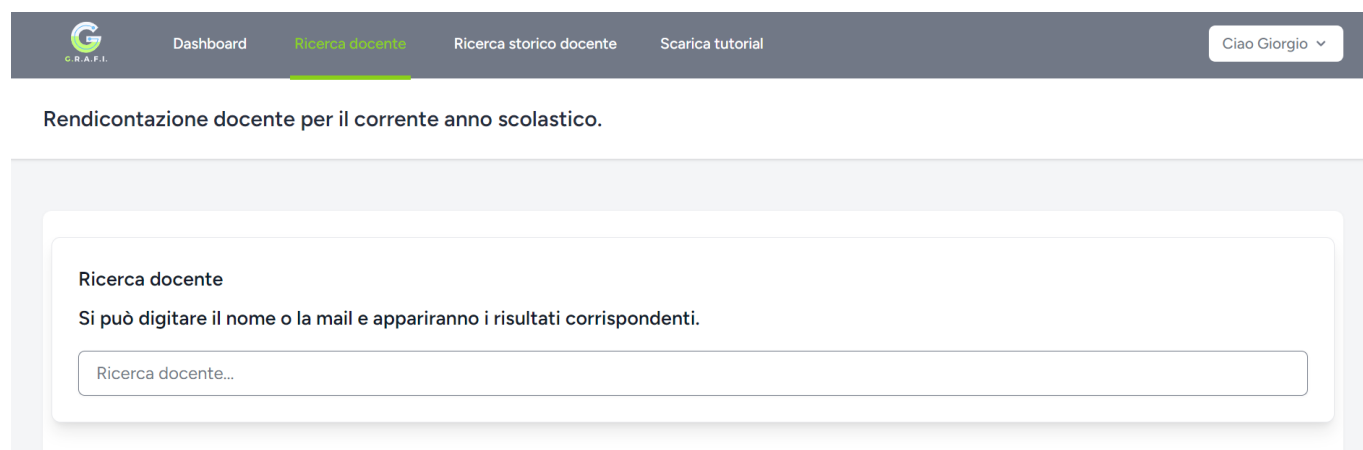 G
G.R.A.F.I.
Dashboard
Ricerca docente
Ricerca storico docente
Scarica tutorial
Ciao Giorgio
Rendicontazione docente per il corrente anno scolastico.
Ricerca docente
Si può digitare il nome o la mail e appariranno i risultati corrispondenti.
Ricerca docente...